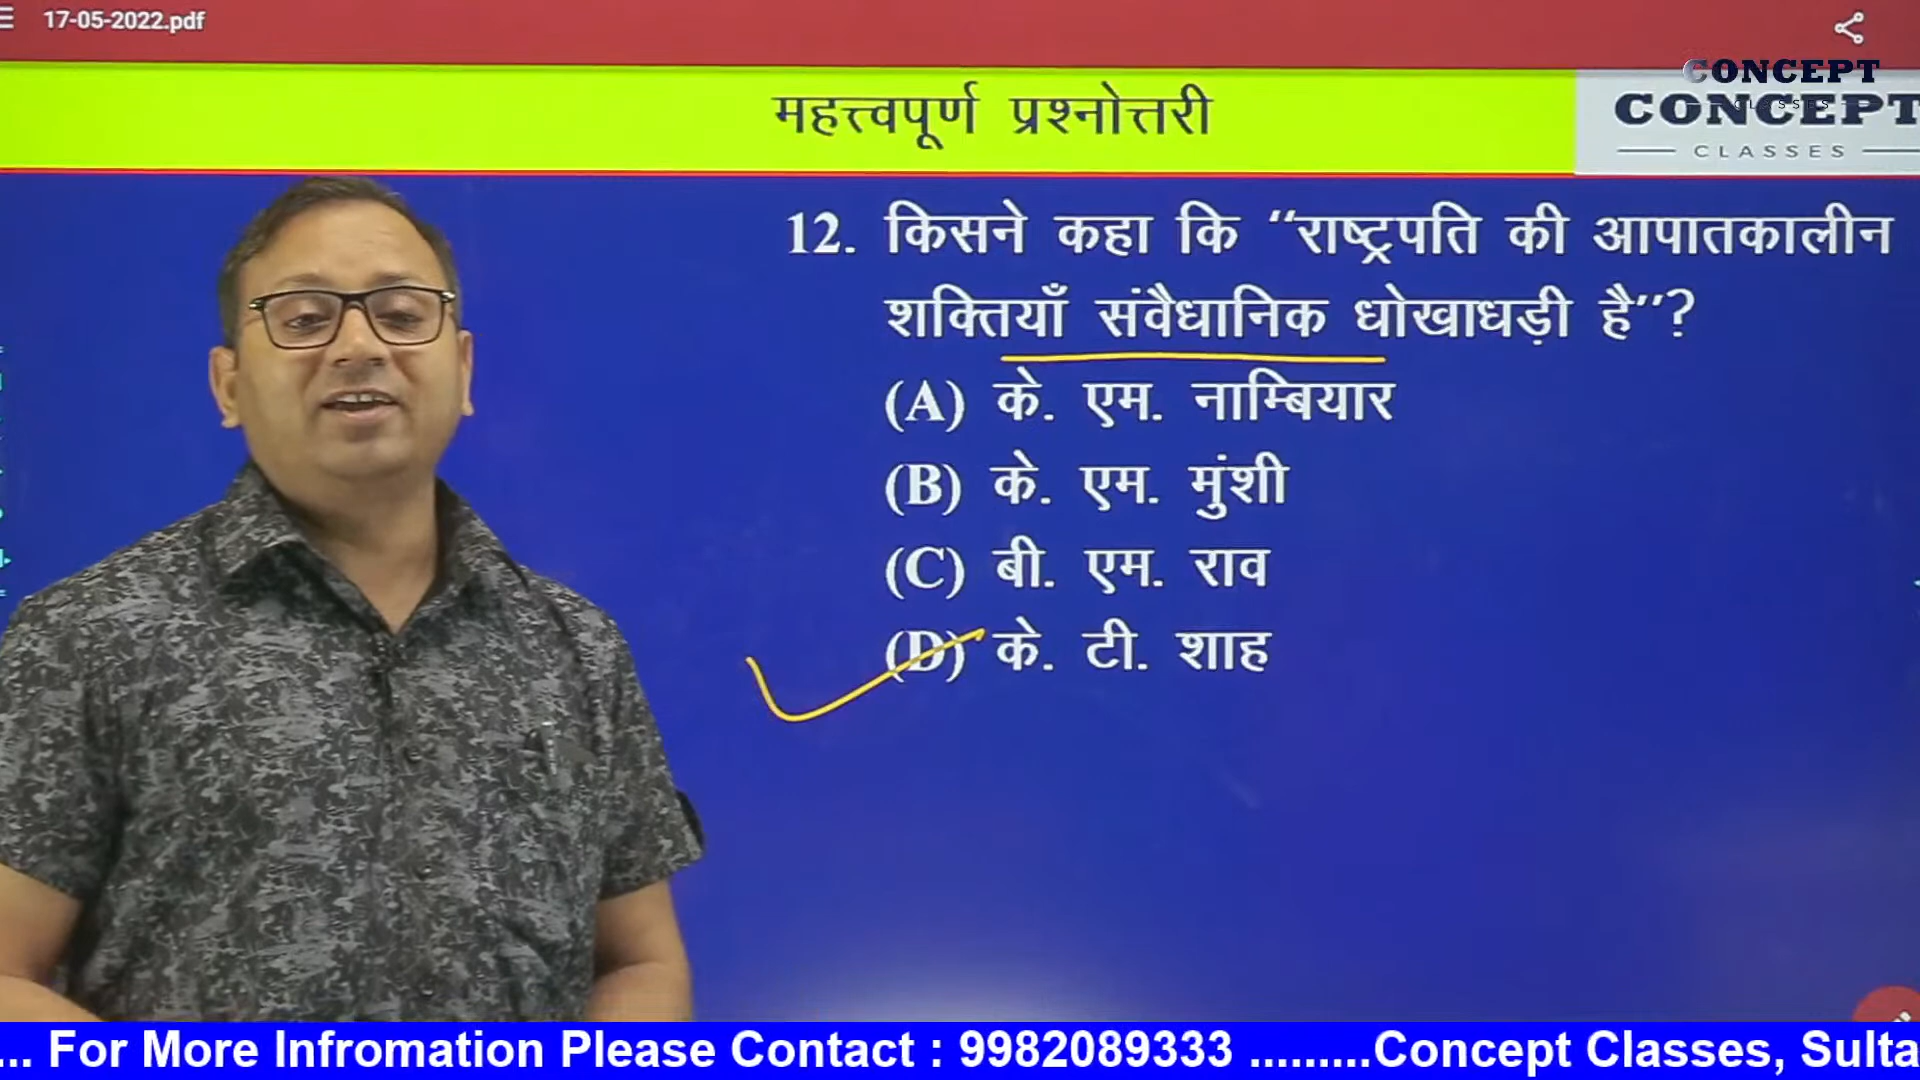 17-05-2022.pdf
CONCEPT
CLASSES
महत्त्वपूर्ण प्रश्नोत्तरी
CONCEPT
CLASSES
12. किसने कहा कि “राष्ट्रपति की आपातकालीन
शक्तियाँ संवैधानिक धोखाधड़ी है”?
(A) के. एम. नाम्बियार
(B) के. एम. मुंशी
(C) बी. एम. राव
(D) के. टी. शाह
... For More Infromation Please Contact : 9982089333 .........Concept Classes, Sulta